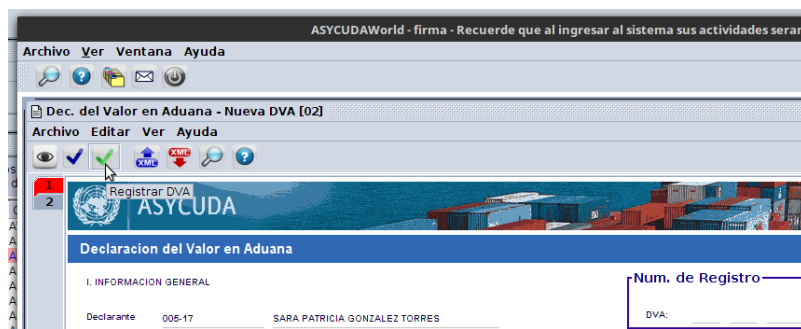 ASYCUDAWorld - firma - Recuerde que al ingresar al sistema sus actividades seran
Archivo Ver Ventana Ayuda
Dec. del Valor en Aduana - Nueva DVA [02]
Archivo Editar Ver Ayuda
XML XML
1
Registrar DVA
2
ASYCUDA
Declaracion del Valor en Aduana
I. INFORMACION GENERAL
Num. de Registro
Declarante 005-17 SARA PATRICIA GONZALEZ TORRES
DVA: